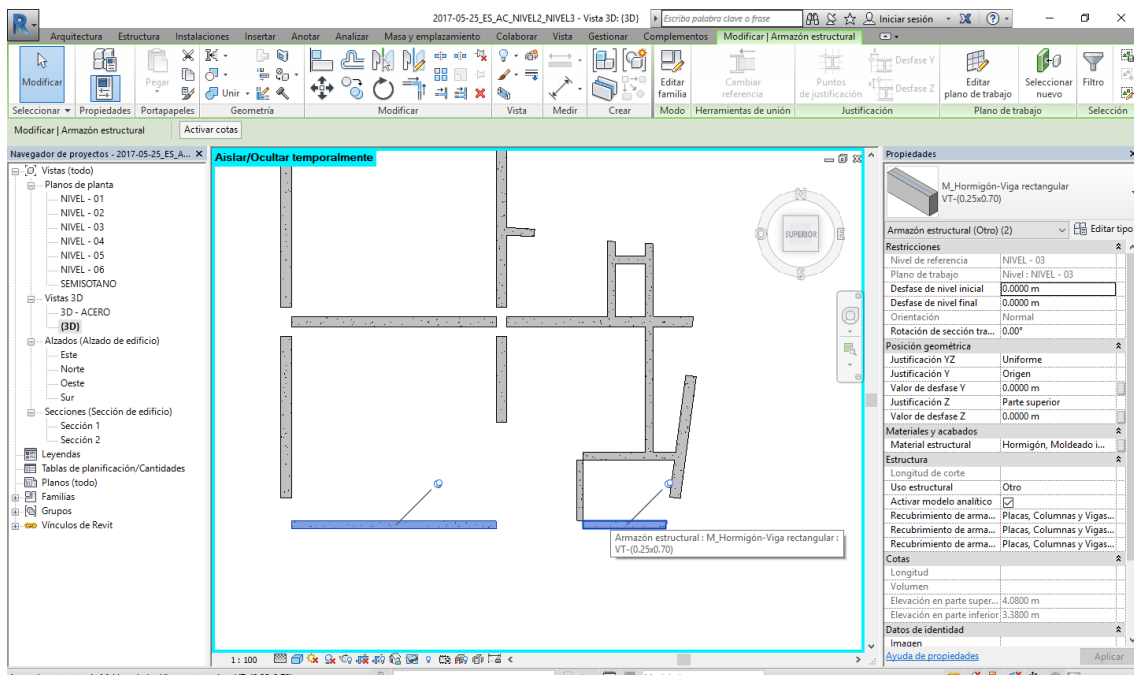 2017-05-25_ES_AC_NIVEL2_NIVEL3 - Vista 3D: {3D}
Escriba palabra clave o frase
Iniciar sesión
Arquitectura Estructura Instalaciones Insertar Anotar Analizar Masa y emplazamiento Colaborar Vista Gestionar Complementos Modificar | Armazón estructural
Modificar
Pegar
Unir
Editar familia
Cambiar referencia
Puntos de justificación
Desfase Y
Desfase Z
Editar plano de trabajo
Seleccionar nuevo
Filtro
Seleccionar Propiedades Portapapeles Geometría Modificar Vista Medir Crear Modo Herramientas de unión Justificación Plano de trabajo Selección
Modificar | Armazón estructural
Activar cotas
Navegador de proyectos - 2017-05-25_ES_A...
Vistas (todo)
Planos de planta
NIVEL - 01
NIVEL - 02
NIVEL - 03
NIVEL - 04
NIVEL - 05
NIVEL - 06
SEMISOTANO
Vistas 3D
3D - ACERO
{3D}
Alzados (Alzado de edificio)
Este
Norte
Oeste
Sur
Secciones (Sección de edificio)
Sección 1
Sección 2
Leyendas
Tablas de planificación/Cantidades
Planos (todo)
Familias
Grupos
Vínculos de Revit
Aislar/Ocultar temporalmente
N
O
SUPERIOR
E
S
Armazón estructural : M_Hormigón-Viga rectangular :
VT-(0.25x0.70)
1 : 100
Propiedades
M_Hormigón-Viga rectangular
VT-(0.25x0.70)
Armazón estructural (Otro) (2)
Editar tipo
Restricciones
Nivel de referencia NIVEL - 03
Plano de trabajo Nivel : NIVEL - 03
Desfase de nivel inicial 0.0000 m
Desfase de nivel final 0.0000 m
Orientación Normal
Rotación de sección tra... 0.00°
Posición geométrica
Justificación YZ Uniforme
Justificación Y Origen
Valor de desfase Y 0.0000 m
Justificación Z Parte superior
Valor de desfase Z 0.0000 m
Materiales y acabados
Material estructural Hormigón, Moldeado i...
Estructura
Longitud de corte
Uso estructural Otro
Activar modelo analítico
Recubrimiento de arma... Placas, Columnas y Vigas...
Recubrimiento de arma... Placas, Columnas y Vigas...
Recubrimiento de arma... Placas, Columnas y Vigas...
Cotas
Longitud
Volumen
Elevación en parte super... 4.0800 m
Elevación en parte inferior 3.3800 m
Datos de identidad
Imagen
Ayuda de propiedades
Aplicar